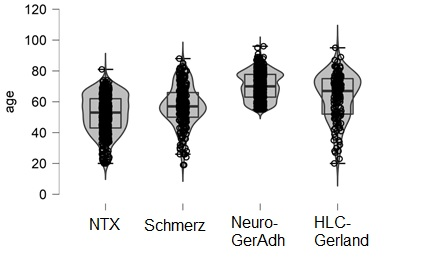 120
100
80
60
40
20
0
age
NTX
Schmerz
Neuro-
GerAdh
HLC-
Gerland